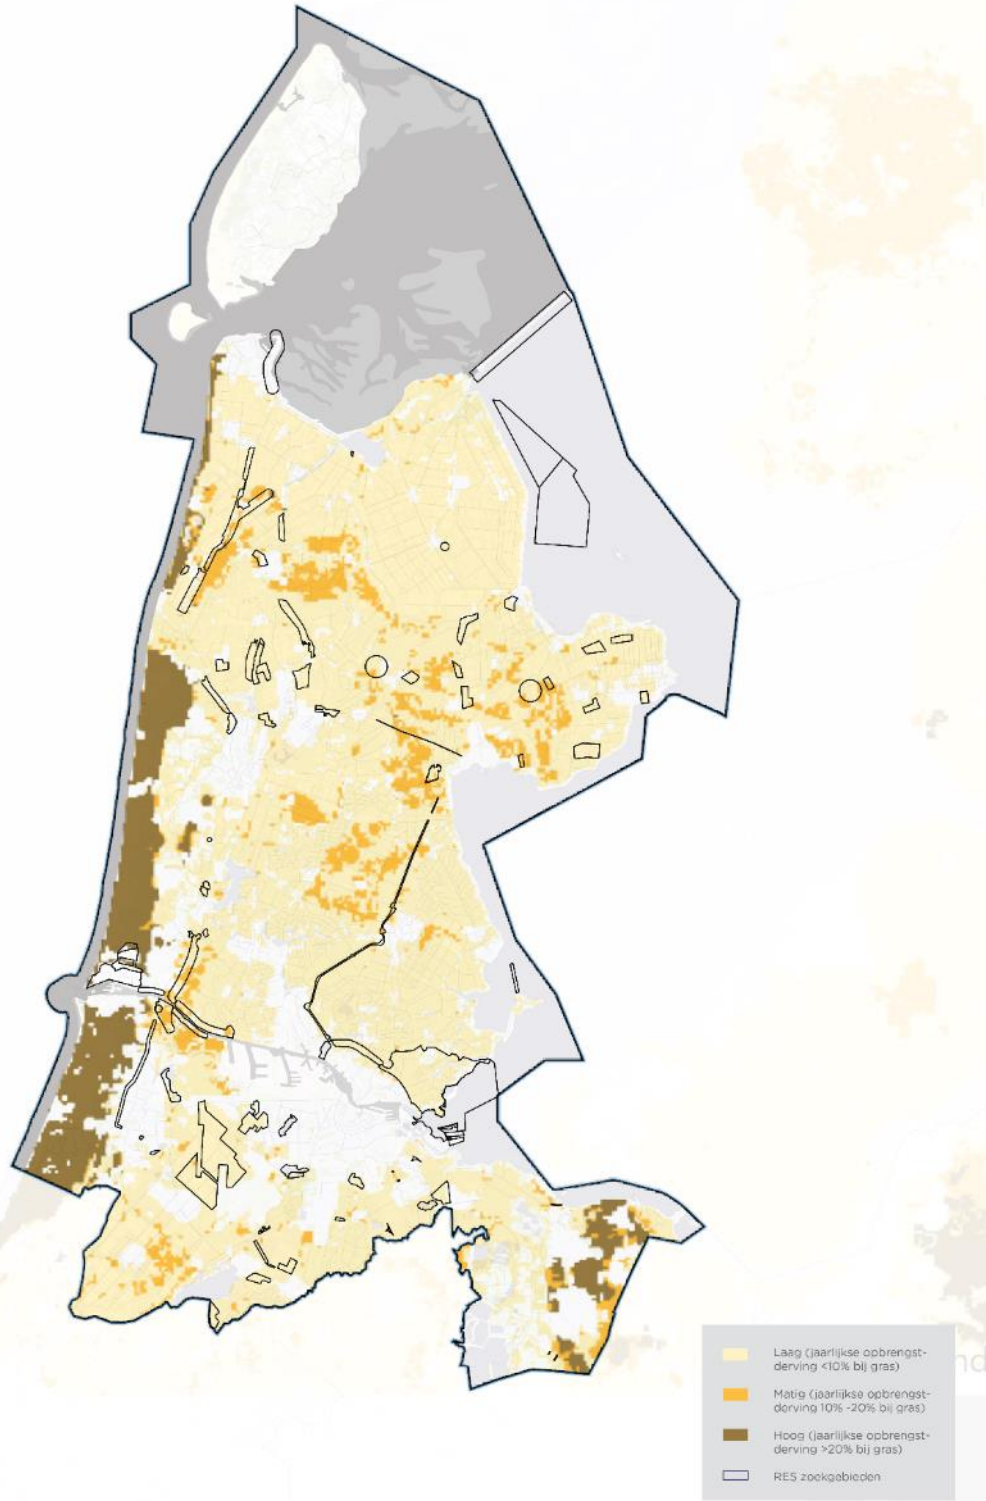 Laag (jaarlijkse opbrengst-
derving <10% bij gras)
Matig (jaarlijkse opbrengst-
derving 10% -20% bij gras)
Hoog (jaarlijkse opbrengst-
derving >20% bij gras)
RES zoekgebieden
nd